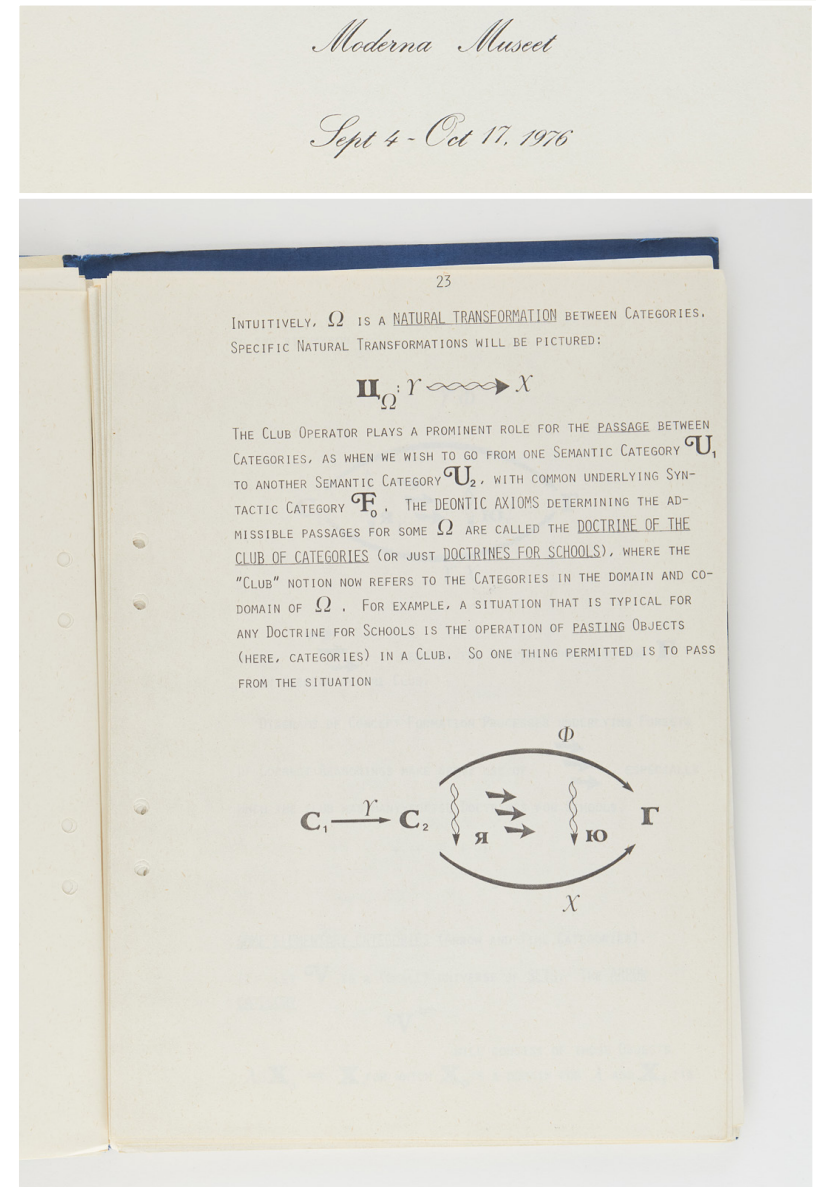 Moderna Museet
Sept 4 - Oct 17, 1976
23
INTUITIVELY, Ω IS A NATURAL TRANSFORMATION BETWEEN CATEGORIES.
SPECIFIC NATURAL TRANSFORMATIONS WILL BE PICTURED:
Ц_Ω : ϒ ⟿ X
THE CLUB OPERATOR PLAYS A PROMINENT ROLE FOR THE PASSAGE BETWEEN
CATEGORIES, AS WHEN WE WISH TO GO FROM ONE SEMANTIC CATEGORY U₁
TO ANOTHER SEMANTIC CATEGORY U₂, WITH COMMON UNDERLYING SYN-
TACTIC CATEGORY F₀. THE DEONTIC AXIOMS DETERMINING THE AD-
MISSIBLE PASSAGES FOR SOME Ω ARE CALLED THE DOCTRINE OF THE
CLUB OF CATEGORIES (OR JUST DOCTRINES FOR SCHOOLS), WHERE THE
"CLUB" NOTION NOW REFERS TO THE CATEGORIES IN THE DOMAIN AND CO-
DOMAIN OF Ω. FOR EXAMPLE, A SITUATION THAT IS TYPICAL FOR
ANY DOCTRINE FOR SCHOOLS IS THE OPERATION OF PASTING OBJECTS
(HERE, CATEGORIES) IN A CLUB. SO ONE THING PERMITTED IS TO PASS
FROM THE SITUATION
Φ
C₁ ϒ C₂ Я Ю Г
X